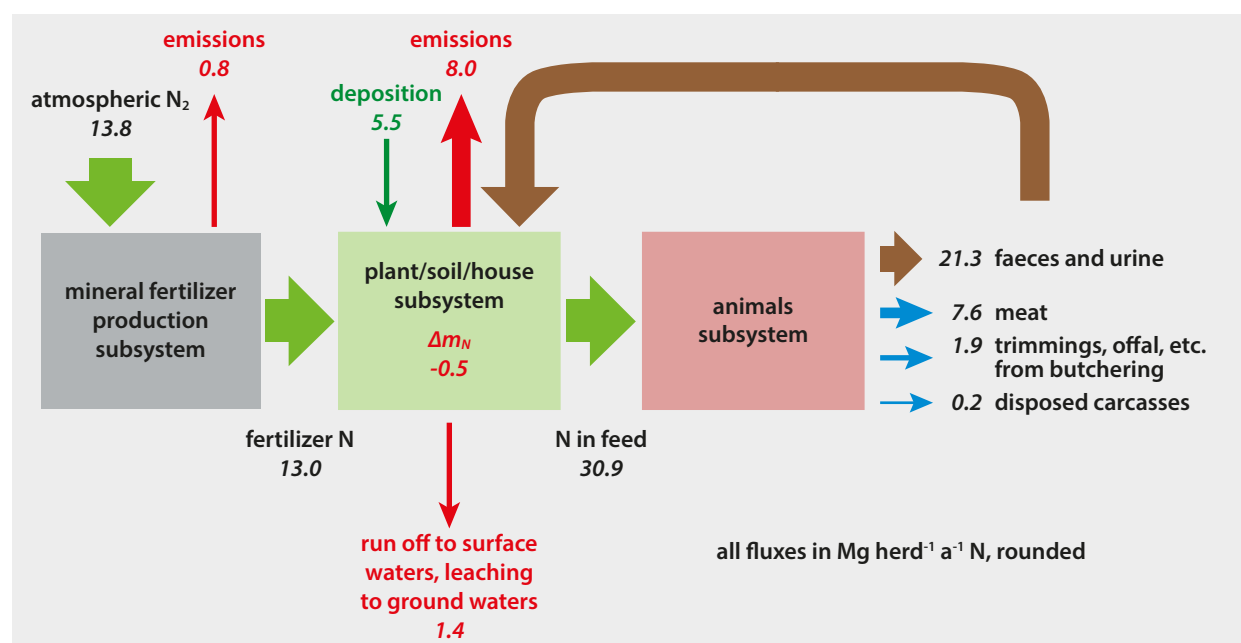 emissions
0.8
emissions
8.0
atmospheric N₂
13.8
deposition
5.5
mineral fertilizer
production
subsystem
plant/soil/house
subsystem
Δm_N
-0.5
animals
subsystem
21.3 faeces and urine
7.6 meat
1.9 trimmings, offal, etc.
from butchering
0.2 disposed carcasses
fertilizer N
13.0
N in feed
30.9
run off to surface
waters, leaching
to ground waters
1.4
all fluxes in Mg herd⁻¹ a⁻¹ N, rounded